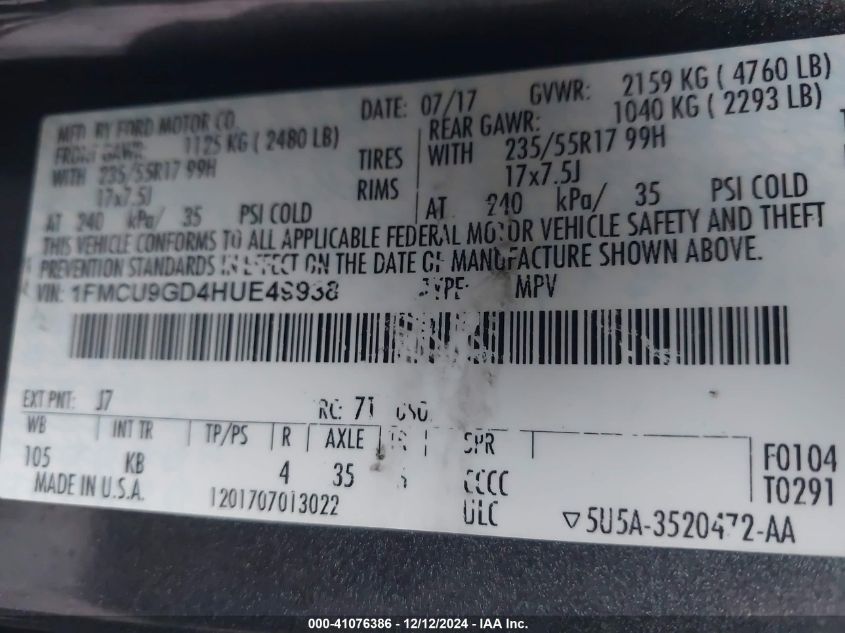 MFD. BY FORD MOTOR CO. DATE: 07/17 GVWR: 2159 KG ( 4760 LB)
FRONT GAWR: 1125 KG ( 2480 LB) REAR GAWR: 1040 KG ( 2293 LB)
WITH 235/55R17 99H TIRES WITH 235/55R17 99H
17x7.5J RIMS 17x7.5J
AT 240 kPa/ 35 PSI COLD AT 240 kPa/ 35 PSI COLD
THIS VEHICLE CONFORMS TO ALL APPLICABLE FEDERAL MOTOR VEHICLE SAFETY AND THEFT
PREVENTION STANDARDS IN EFFECT ON THE DATE OF MANUFACTURE SHOWN ABOVE.
VIN: 1FMCU9GD4HUE49938 TYPE: MPV
EXT PNT: J7 RC: 71
WB INT TR TP/PS R AXLE TR SPR
105 KB 4 35 CCCC F0104
MADE IN U.S.A. 1201707013022 ULC T0291
▽5U5A-3520472-AA
000-41076386 - 12/12/2024 - IAA Inc.